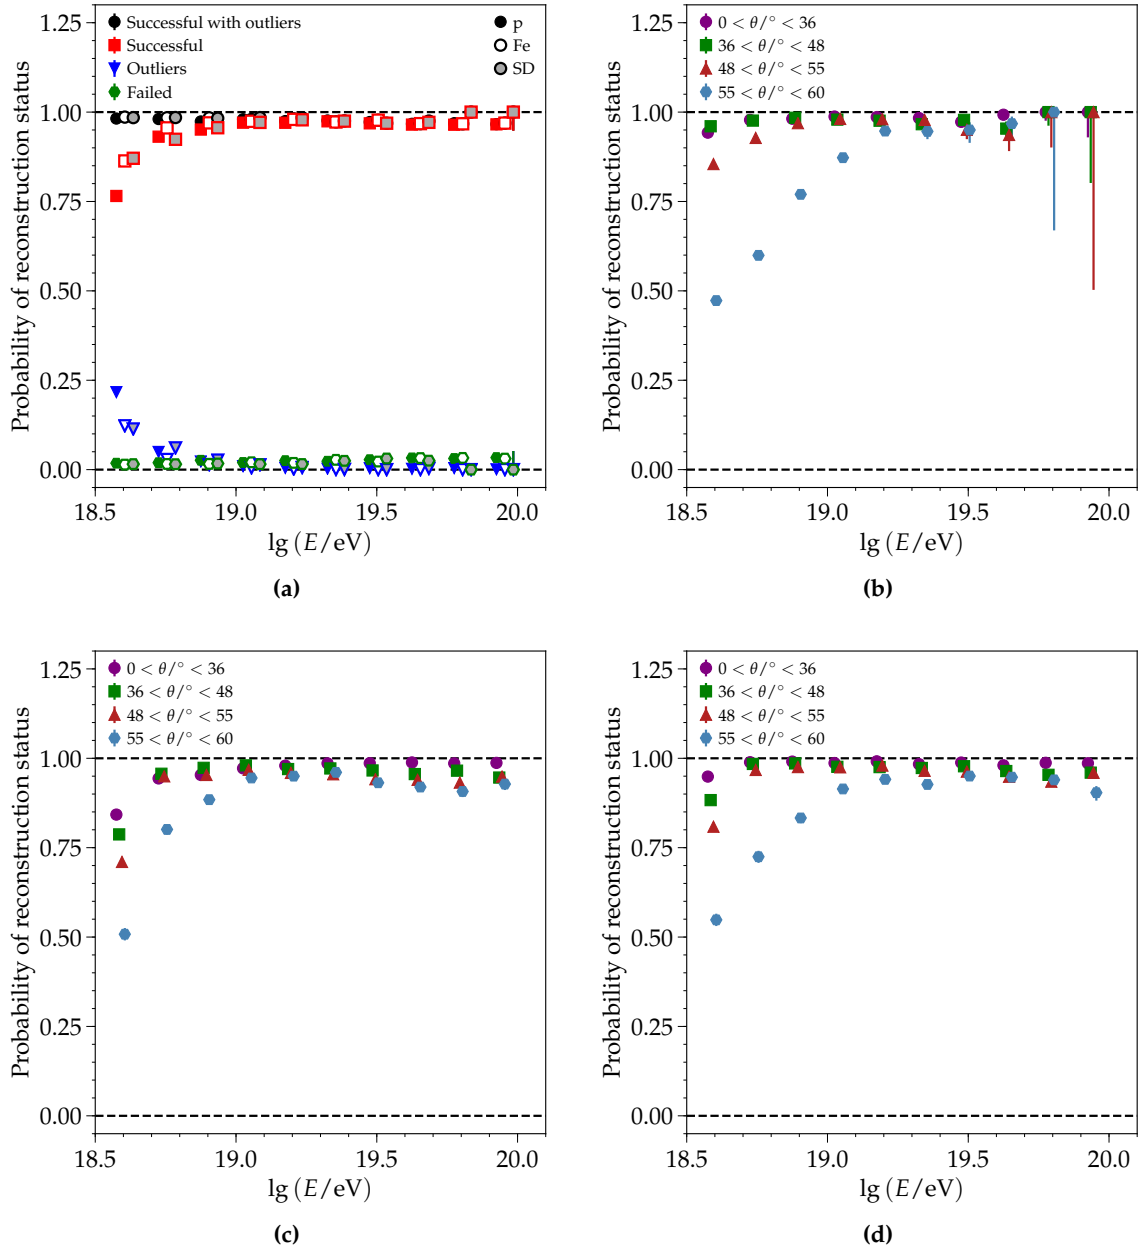 Successful with outliers
Successful
Outliers
Failed
p
Fe
SD
1.25
1.00
0.75
0.50
0.25
0.00
Probability of reconstruction status
18.5 19.0 19.5 20.0
lg (E/eV)
(a)
0 < θ/° < 36
36 < θ/° < 48
48 < θ/° < 55
55 < θ/° < 60
1.25
1.00
0.75
0.50
0.25
0.00
Probability of reconstruction status
18.5 19.0 19.5 20.0
lg (E/eV)
(b)
0 < θ/° < 36
36 < θ/° < 48
48 < θ/° < 55
55 < θ/° < 60
1.25
1.00
0.75
0.50
0.25
0.00
Probability of reconstruction status
18.5 19.0 19.5 20.0
lg (E/eV)
(c)
0 < θ/° < 36
36 < θ/° < 48
48 < θ/° < 55
55 < θ/° < 60
1.25
1.00
0.75
0.50
0.25
0.00
Probability of reconstruction status
18.5 19.0 19.5 20.0
lg (E/eV)
(d)